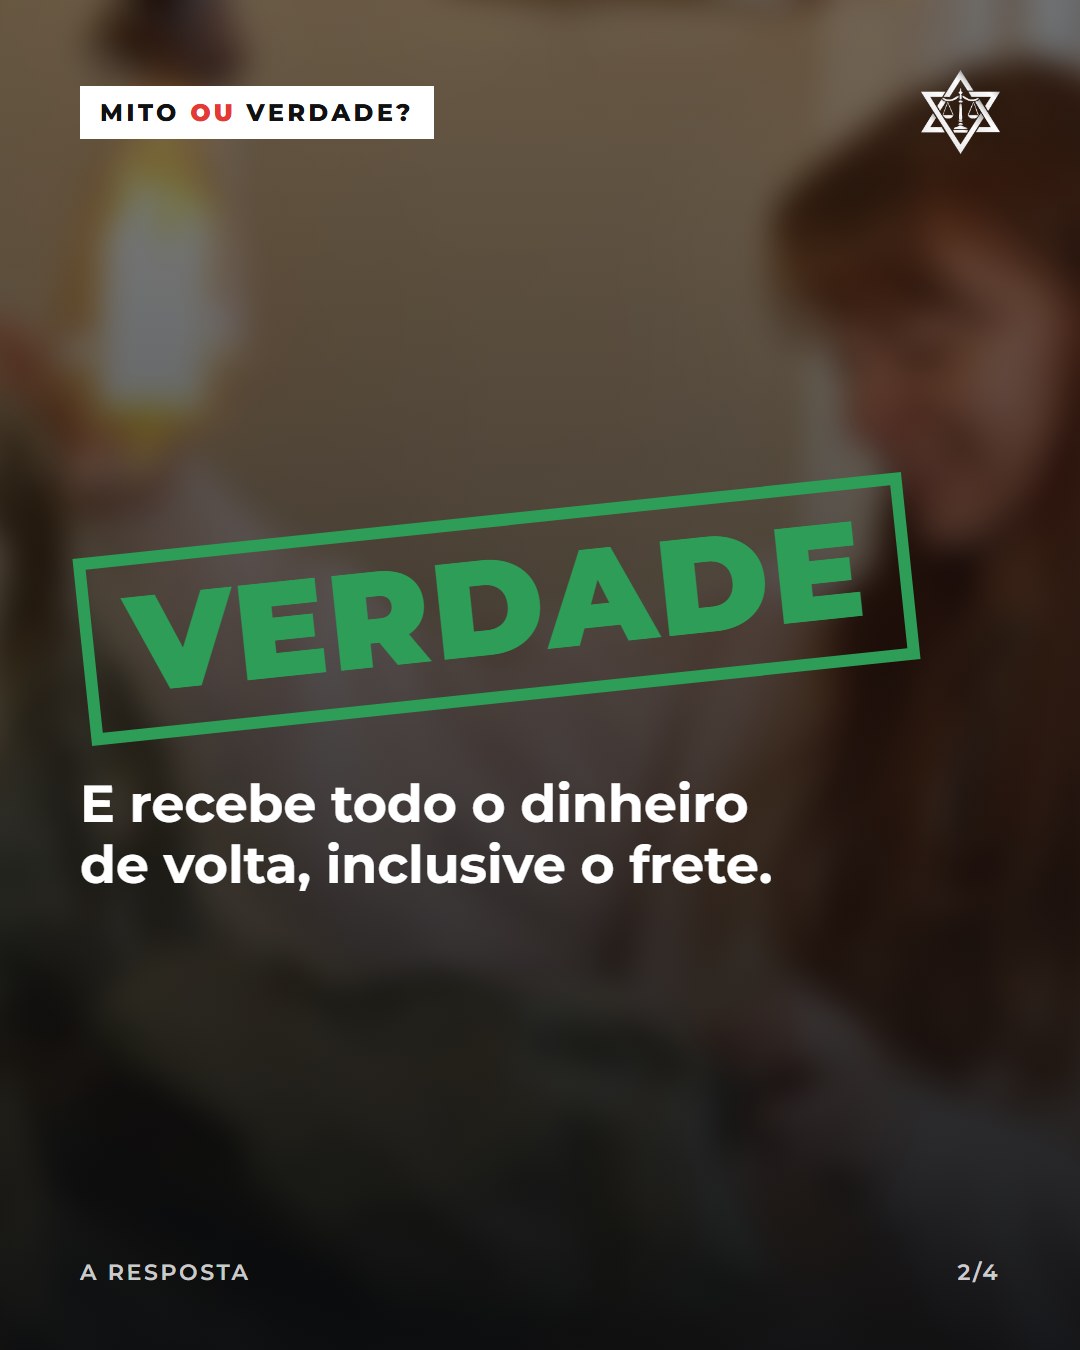 MITO OU VERDADE?
VERDADE
E recebe todo o dinheiro
de volta, inclusive o frete.
A RESPOSTA
2/4